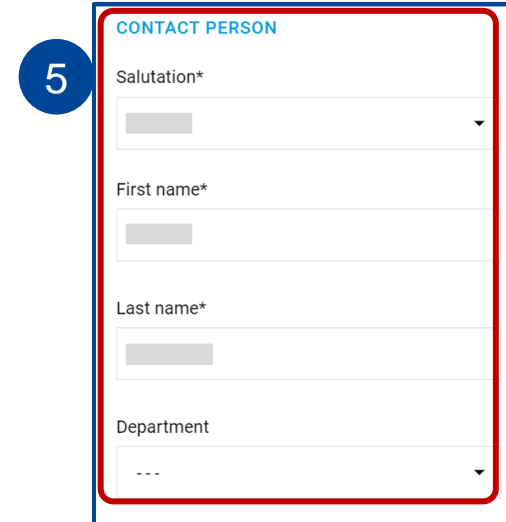 CONTACT PERSON
5
Salutation*
First name*
Last name*
Department
---